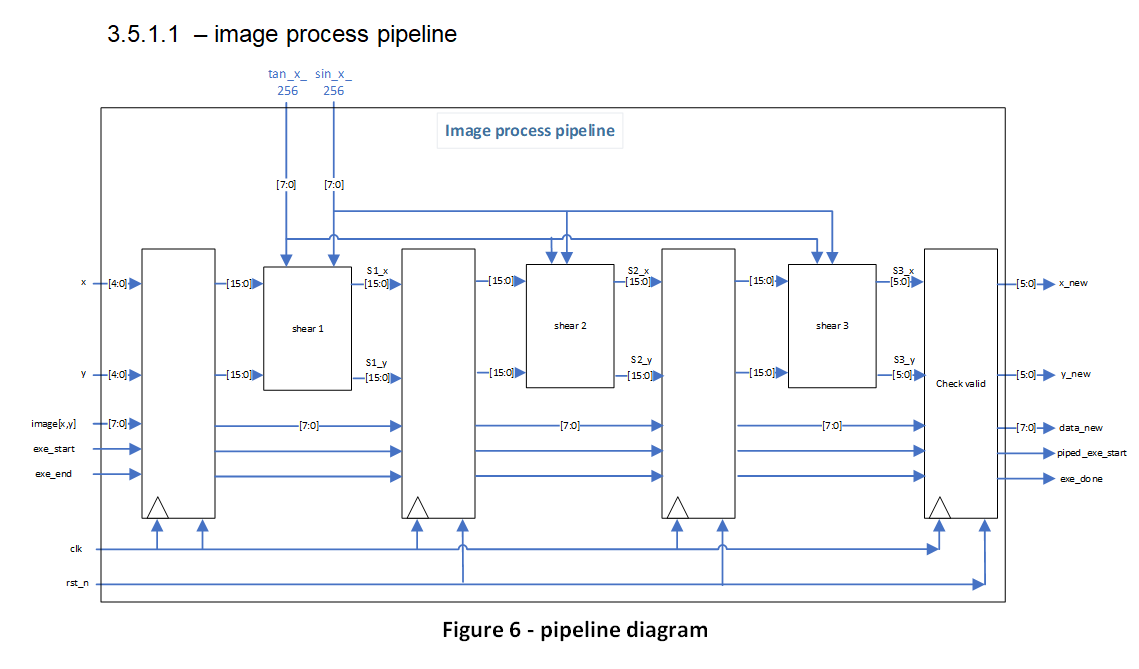 3.5.1.1 – image process pipeline
tan_x_ sin_x_
256 256
Image process pipeline
[7:0] [7:0]
S1_x S2_x S3_x
x [4:0] [15:0] [15:0] [15:0] [15:0] [15:0] [5:0] [5:0] x_new
shear 1 shear 2 shear 3
S1_y S2_y S3_y
y [4:0] [15:0] [15:0] [15:0] [15:0] [15:0] [5:0] [5:0] y_new
Check valid
image[x,y] [7:0] [7:0] [7:0] [7:0] [7:0] data_new
exe_start piped_exe_start
exe_end exe_done
clk
rst_n
Figure 6 - pipeline diagram